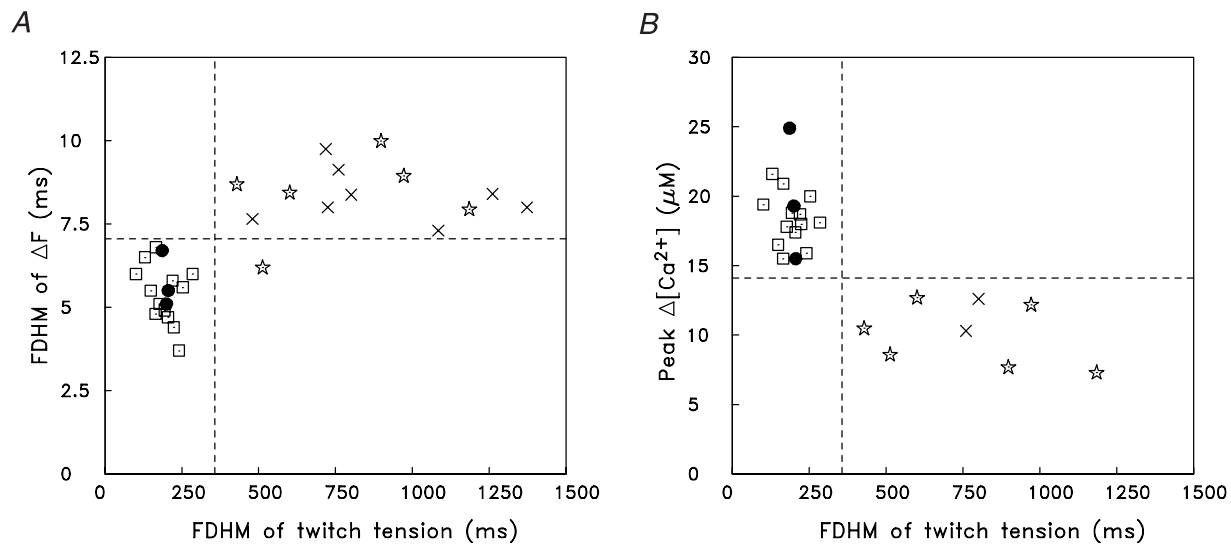 A
12.5
10
7.5
5
2.5
0
FDHM of ΔF (ms)
0 250 500 750 1000 1250 1500
FDHM of twitch tension (ms)
B
30
25
20
15
10
5
0
Peak Δ[Ca²⁺] (μM)
0 250 500 750 1000 1250 1500
FDHM of twitch tension (ms)